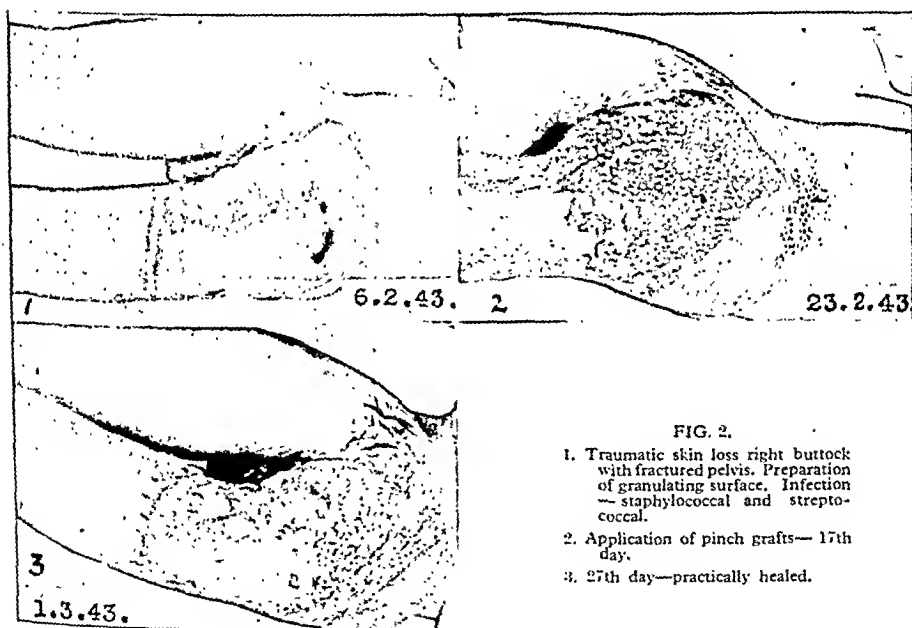 1
6.2.43.
2
23.2.43
3
1.3.43.
FIG. 2.
1. Traumatic skin loss right buttock
with fractured pelvis. Preparation
of granulating surface. Infection
— staphylococcal and strepto-
coccal.
2. Application of pinch grafts— 17th
day.
3. 27th day—practically healed.